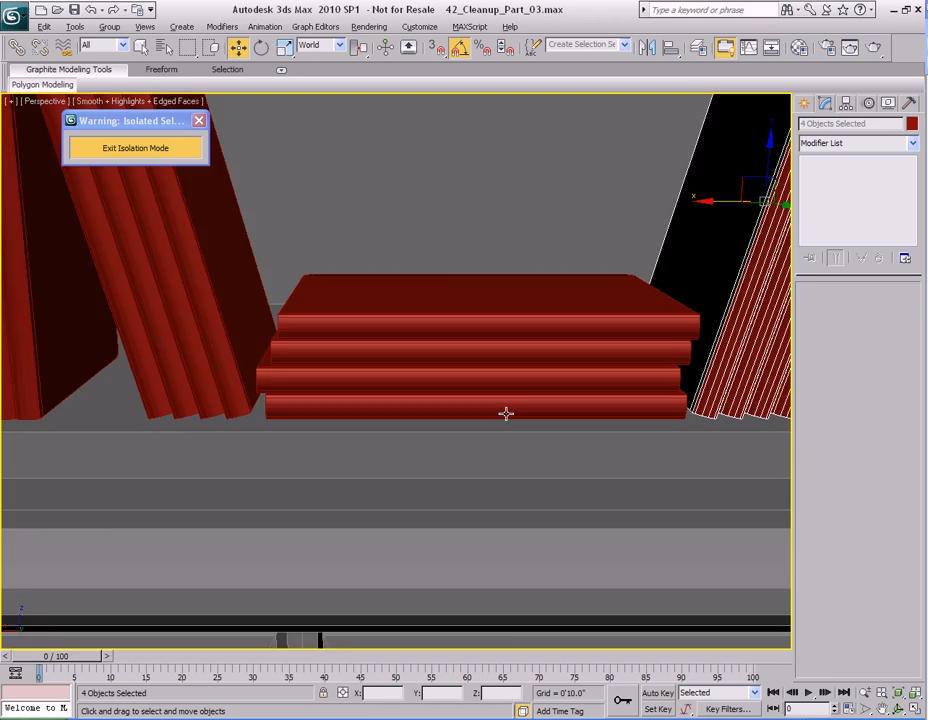 Autodesk 3ds Max 2010 SP1 - Not for Resale 42_Cleanup_Part_03.max
Type a keyword or phrase
Edit Tools Group Views Create Modifiers Animation Graph Editors Rendering Customize MAXScript Help
All World Create Selection Se
Graphite Modeling Tools Freeform Selection
Polygon Modeling
[ + ] [ Perspective ] [ Smooth + Highlights + Edged Faces ]
Warning: Isolated Sel...
Exit Isolation Mode
4 Objects Selected
Modifier List
x
z
0 / 100
0 5 10 15 20 25 30 35 40 45 50 55 60 65 70 75 80 85 90 95 100
4 Objects Selected X: Y: Z: Grid = 0'10.0" Auto Key Selected
Welcome to M. Click and drag to select and move objects Add Time Tag Set Key Key Filters... 0